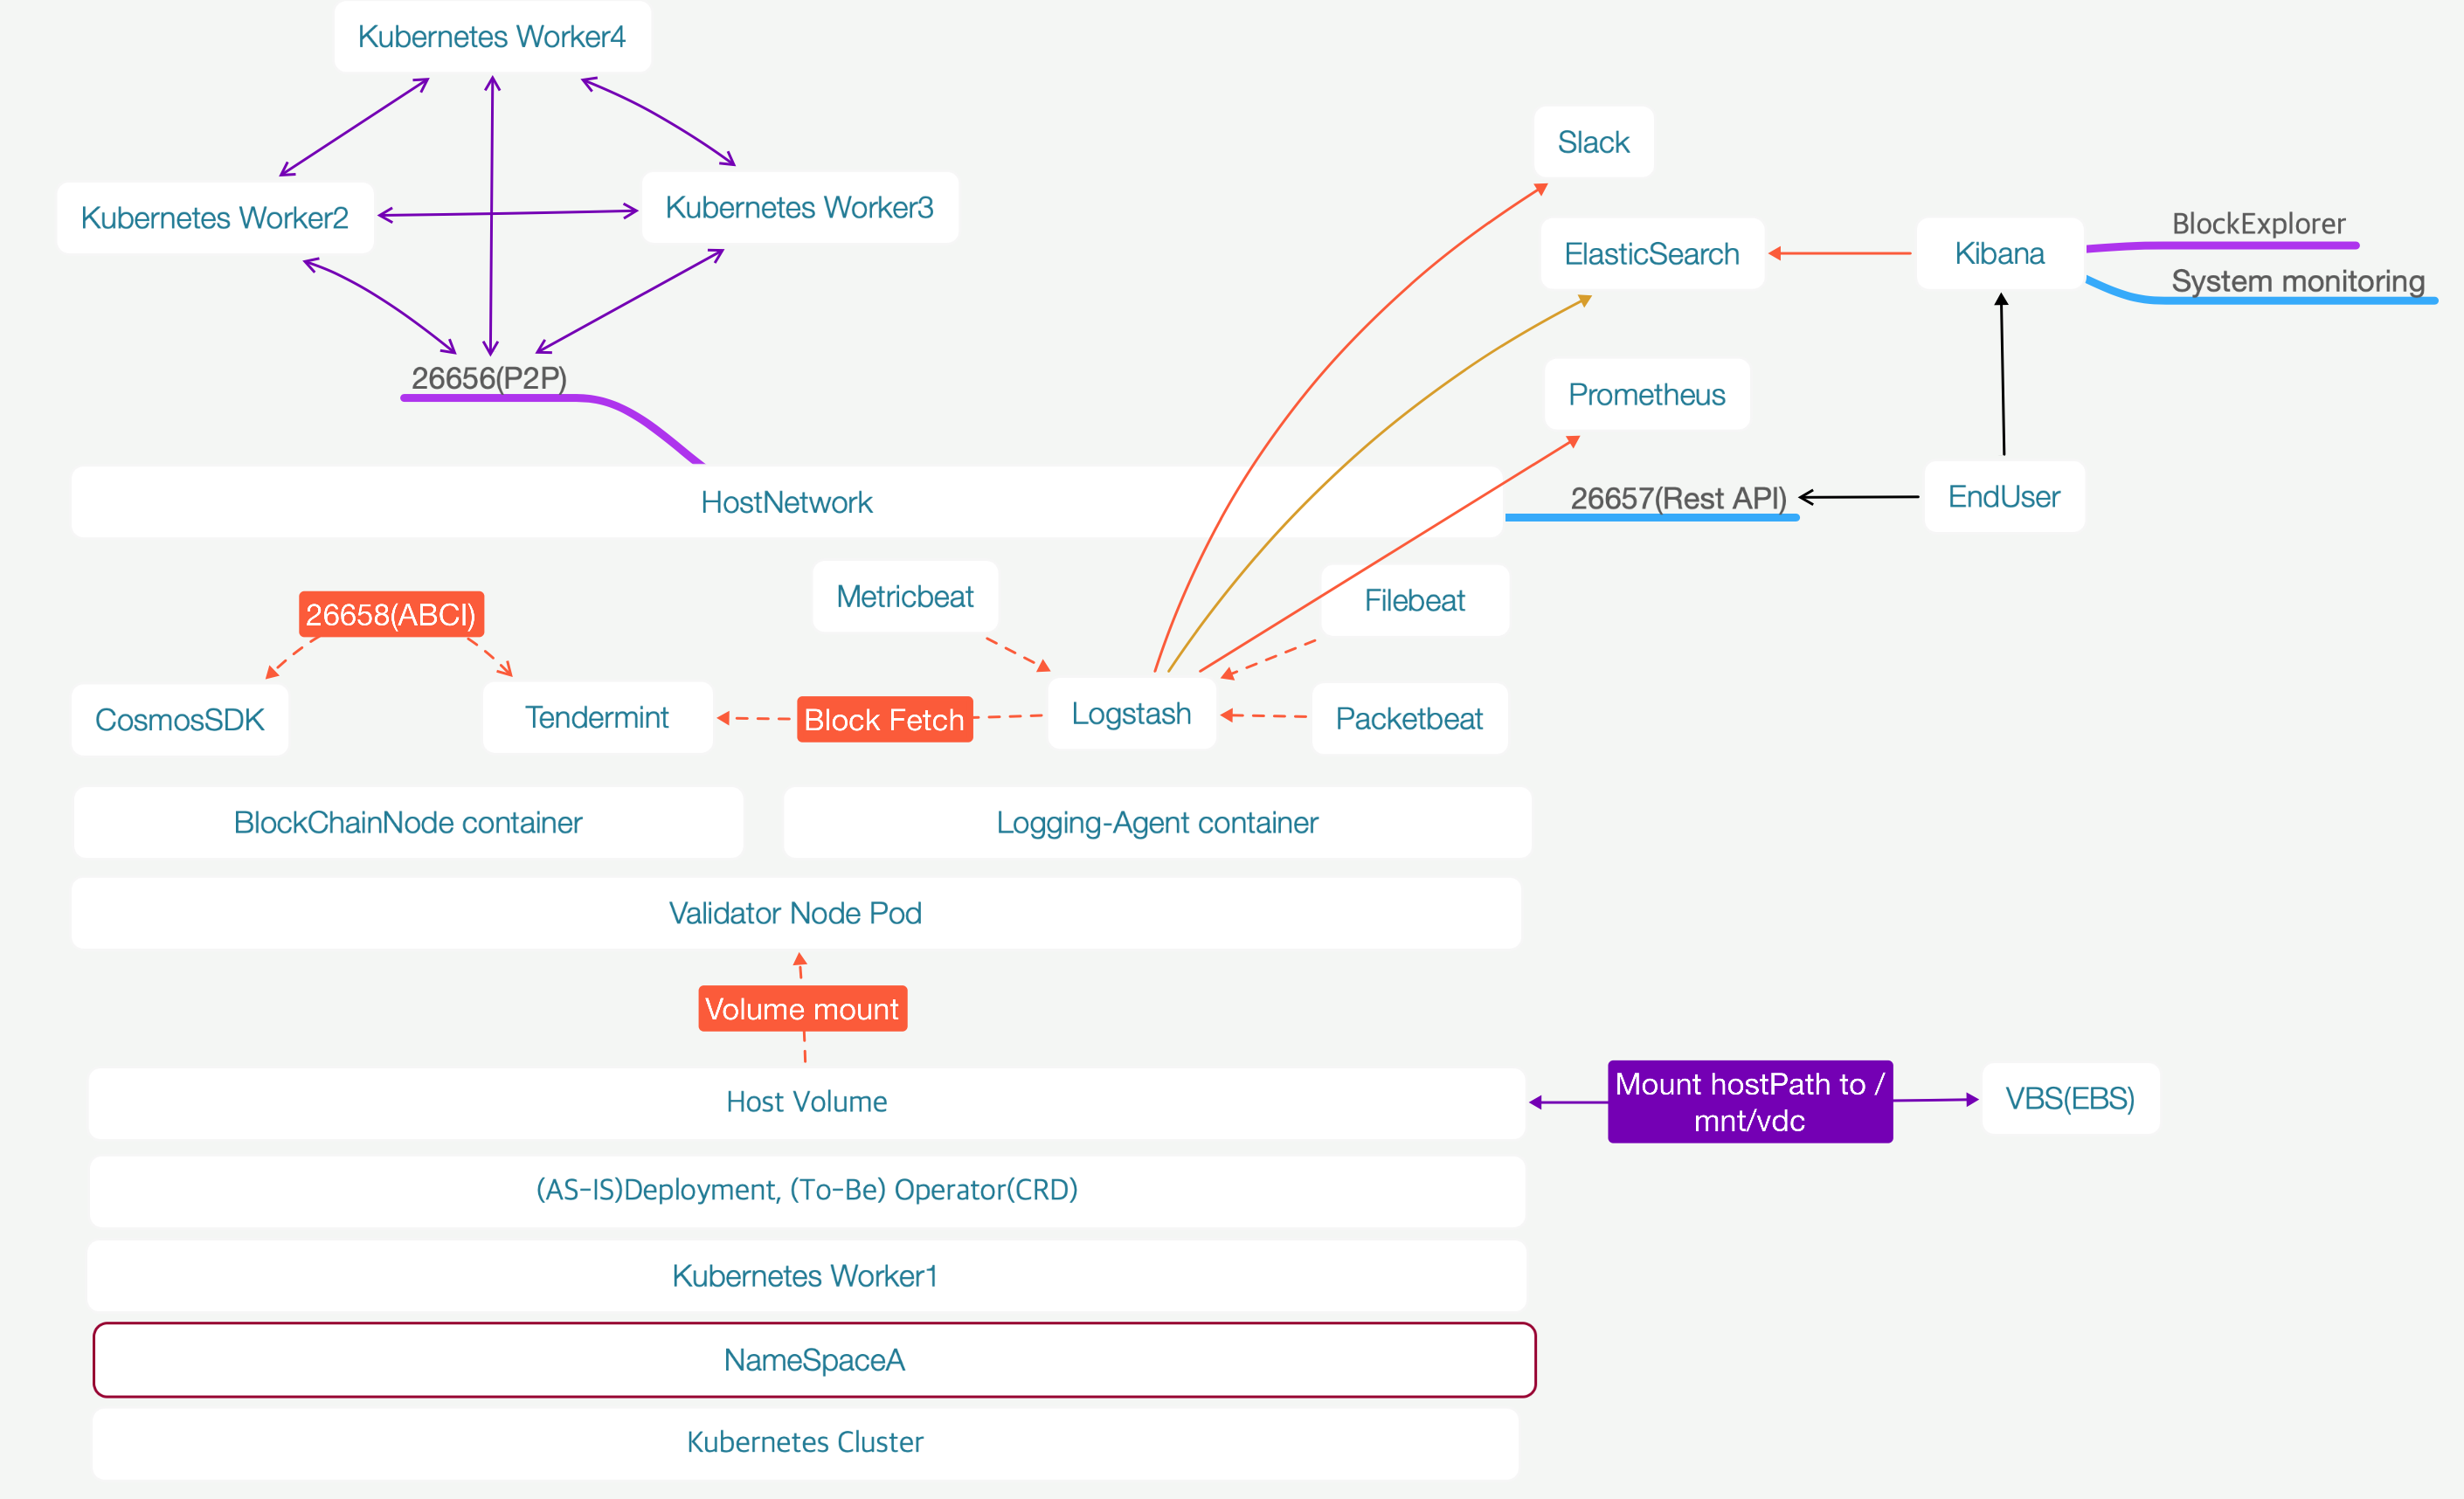 Kubernetes Worker4
Slack
Kubernetes Worker2
Kubernetes Worker3
ElasticSearch
Kibana
BlockExplorer
System monitoring
26656(P2P)
Prometheus
HostNetwork
26657(Rest API)
EndUser
Metricbeat
Filebeat
26658(ABCI)
CosmosSDK
Tendermint
Block Fetch
Logstash
Packetbeat
BlockChainNode container
Logging-Agent container
Validator Node Pod
Volume mount
Host Volume
Mount hostPath to /
mnt/vdc
VBS(EBS)
(AS-IS)Deployment, (To-Be) Operator(CRD)
Kubernetes Worker1
NameSpaceA
Kubernetes Cluster